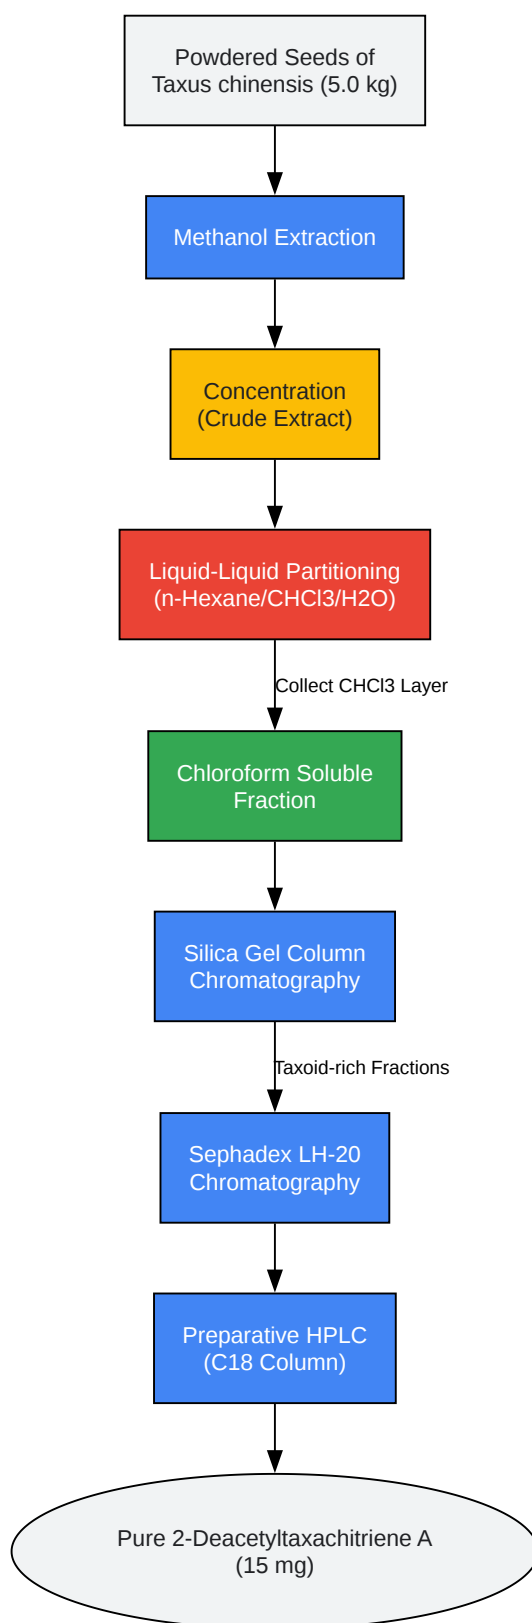 Powdered Seeds of
Taxus chinensis (5.0 kg)
Methanol Extraction
Concentration
(Crude Extract)
Liquid-Liquid Partitioning
(n-Hexane/CHCl3/H2O)
Collect CHCl3 Layer
Chloroform Soluble
Fraction
Silica Gel Column
Chromatography
Taxoid-rich Fractions
Sephadex LH-20
Chromatography
Preparative HPLC
(C18 Column)
Pure 2-Deacetyltaxachitriene A
(15 mg)